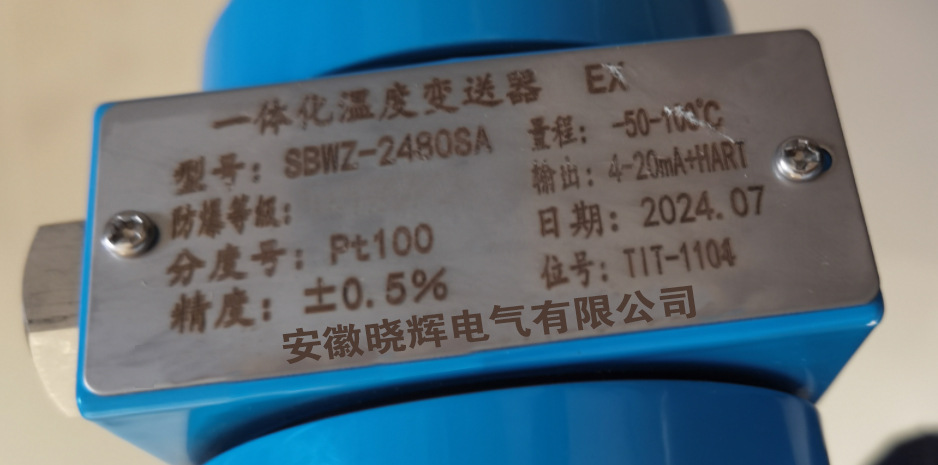 一体化温度变送器 EX
型号: SBWZ-2480SA
量程: -50-100℃
防爆等级:
输出: 4-20mA+HART
分度号: Pt100
日期: 2024.07
精度: ±0.5%
位号: TIT-1104
安徽晓辉电气有限公司